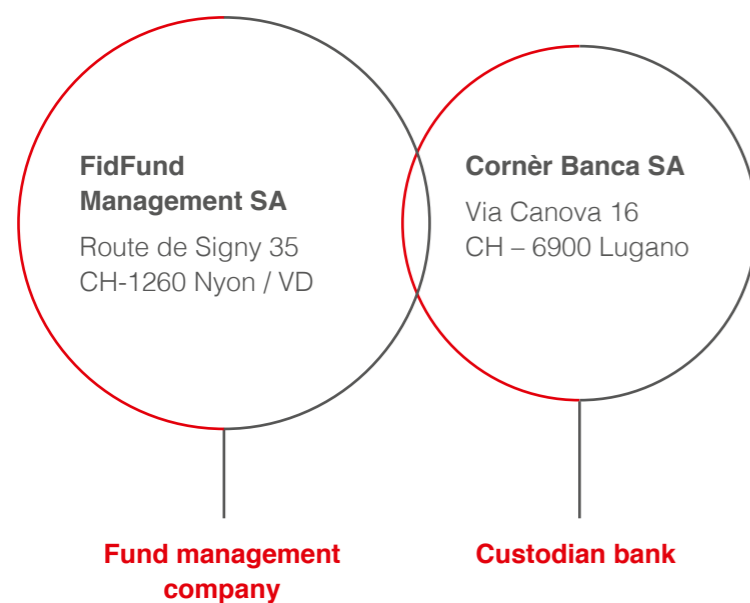 FidFund
Management SA
Route de Signy 35
CH-1260 Nyon / VD
Cornèr Banca SA
Via Canova 16
CH – 6900 Lugano
Fund management
company
Custodian bank